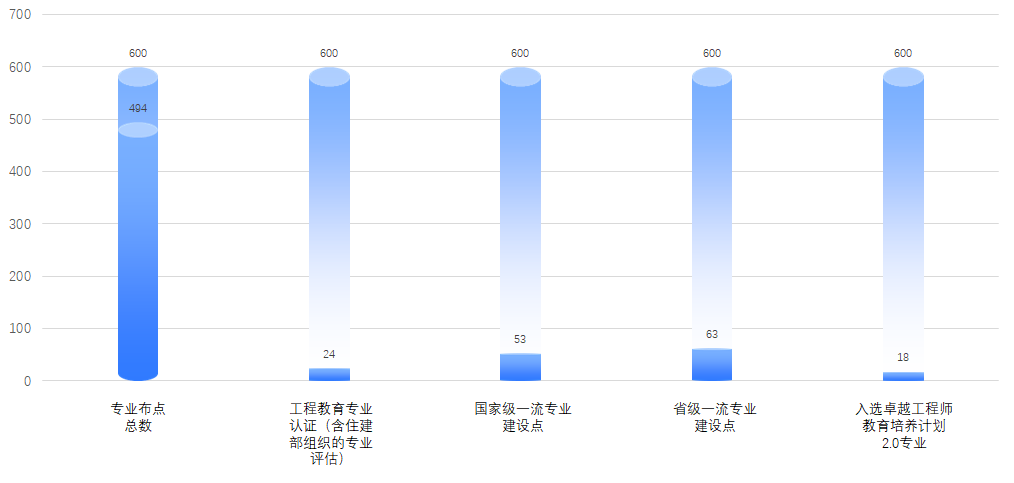 700
600
500
400
300
200
100
0
600
600
600
600
600
494
24
53
63
18
专业布点
总数
工程教育专业
认证（含住建
部组织的专业
评估）
国家级一流专业
建设点
省级一流专业
建设点
入选卓越工程师
教育培养计划
2.0专业